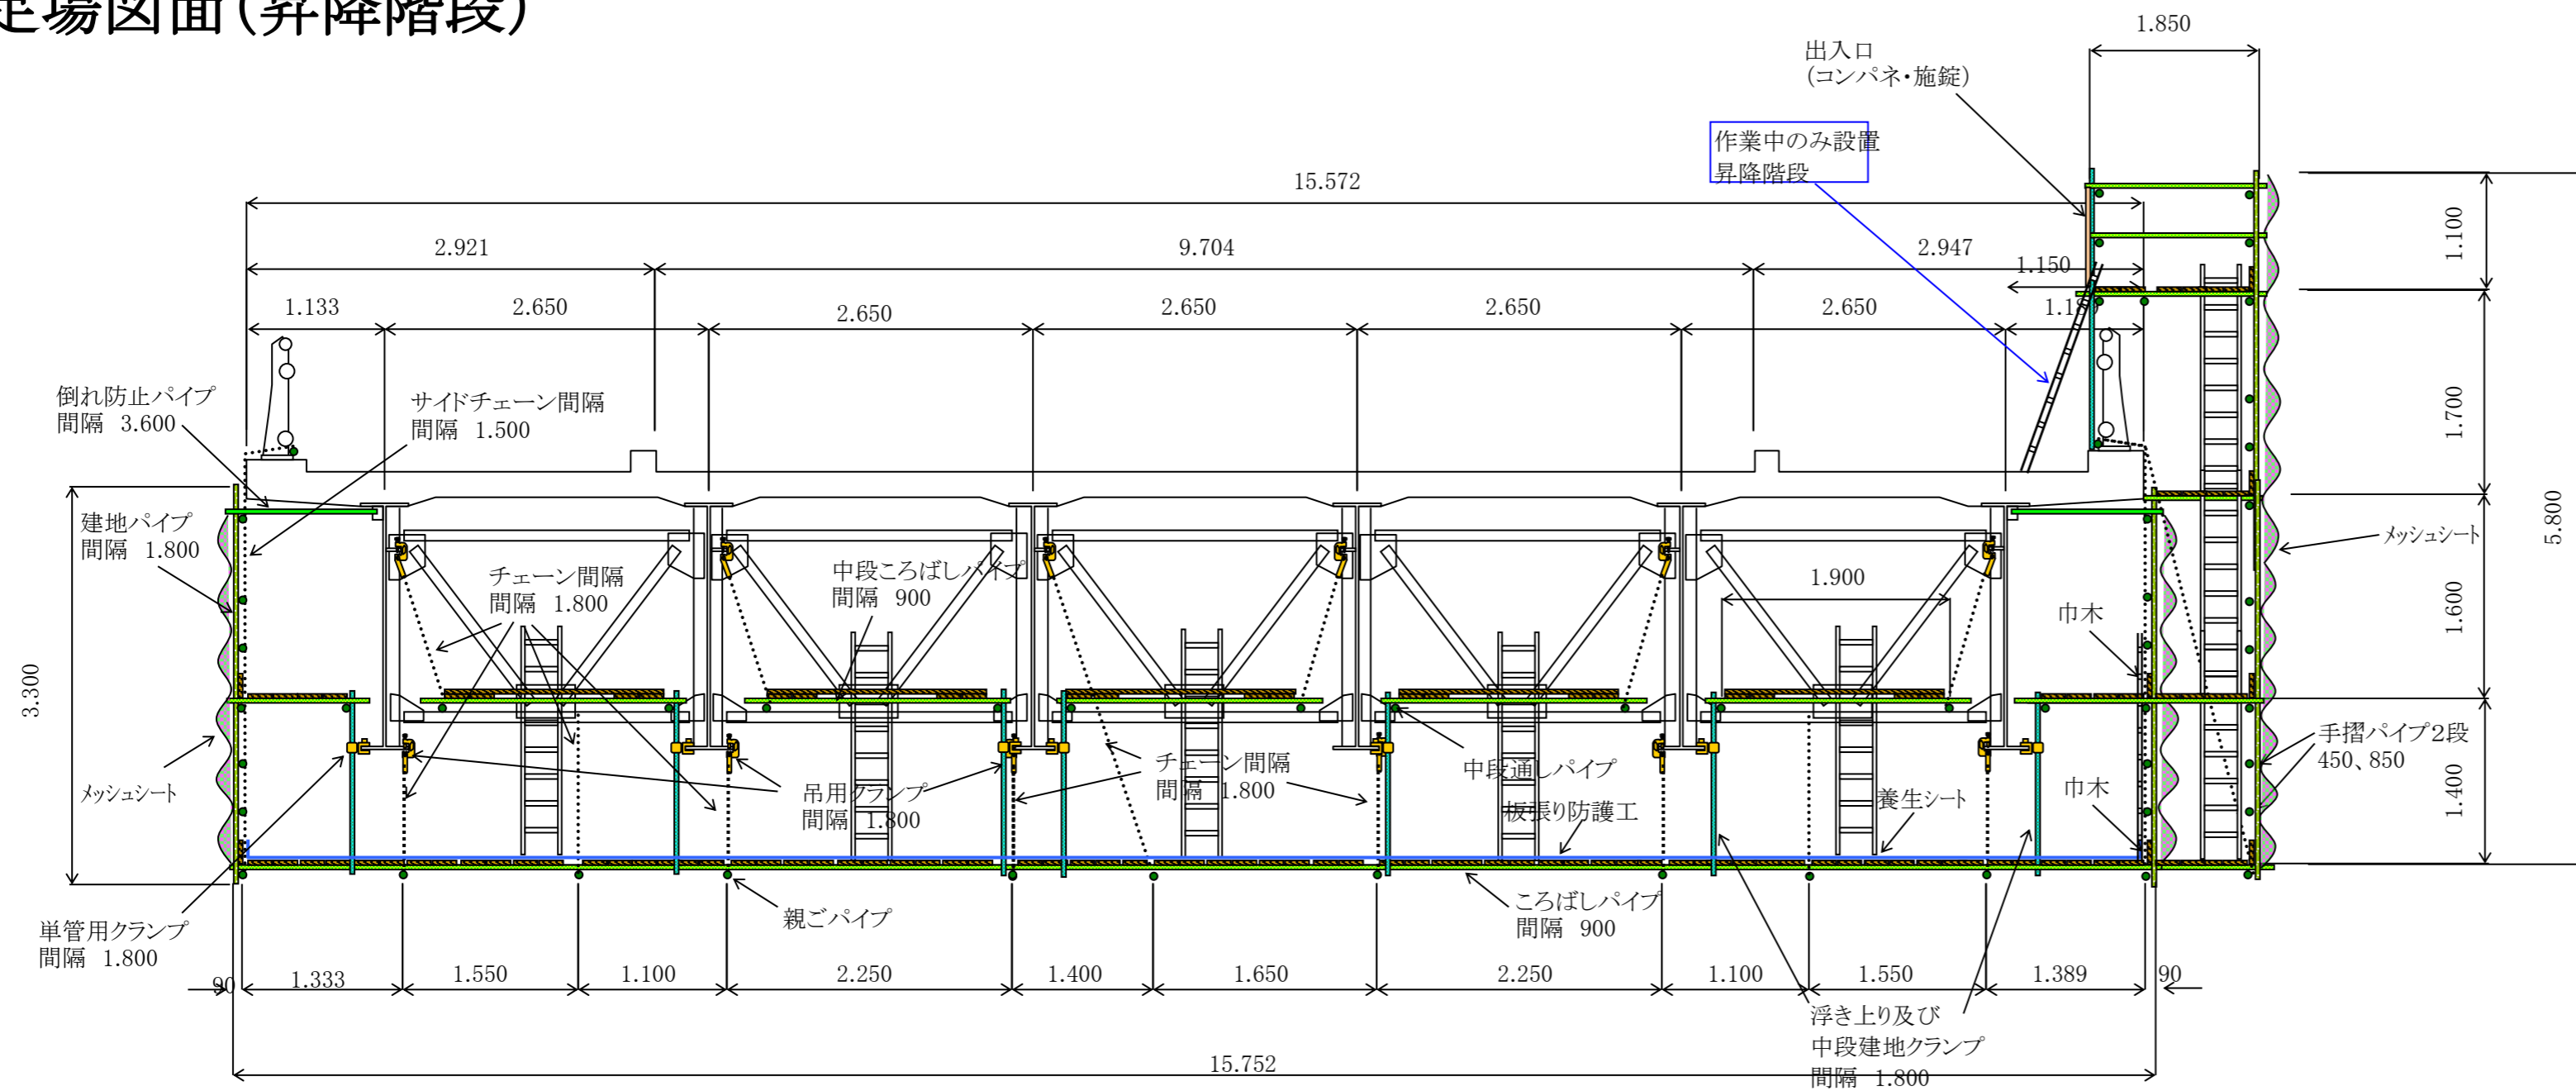 足場図面（昇降階段）
1.850
出入口
（コンパネ・施錠）
作業中のみ設置
昇降階段
15.572
2.921
9.704
2.947
1.150
1.133
2.650
2.650
2.650
2.650
2.650
1.100
1.700
1.600
1.400
5.800
倒れ防止パイプ
間隔 3.600
サイドチェーン間隔
間隔 1.500
建地パイプ
間隔 1.800
チェーン間隔
間隔 1.800
中段ころばしパイプ
間隔 900
1.900
巾木
メッシュシート
3.300
メッシュシート
吊用クランプ
間隔 1.800
チェーン間隔
間隔 1.800
中段通しパイプ
板張り防護工
養生シート
巾木
手摺パイプ2段
450、850
単管用クランプ
間隔 1.800
親ごパイプ
ころばしパイプ
間隔 900
90
1.333
1.550
1.100
2.250
1.400
1.650
2.250
1.100
1.550
1.389
90
浮き上り及び
中段建地クランプ
間隔 1.800
15.752